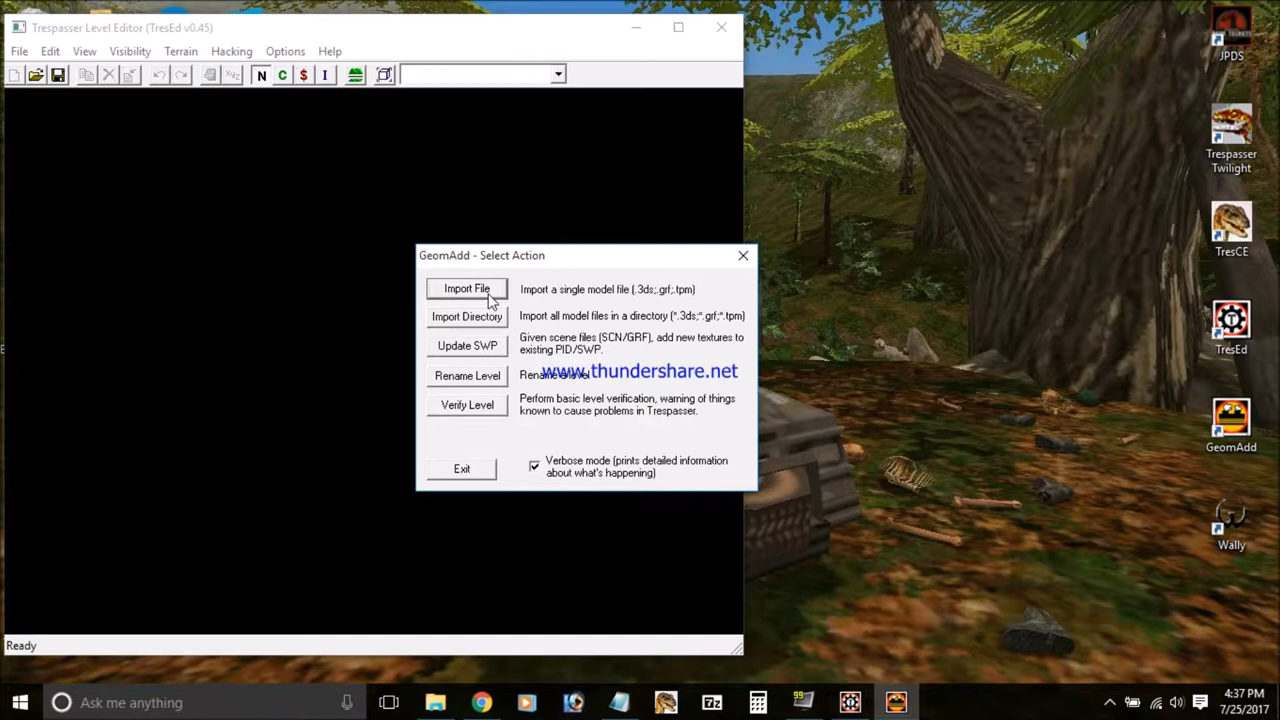 Trespasser Level Editor (TresEd v0.45)
File Edit View Visibility Terrain Hacking Options Help
N C $ I
GeomAdd - Select Action
Import File Import a single model file (.3ds;.grf;.tpm)
Import Directory Import all model files in a directory (*.3ds;*.grf;*.tpm)
Update SWP Given scene files (SCN/GRF), add new textures to
existing PID/SWP.
www.thundershare.net
Rename Level
Verify Level Perform basic level verification, warning of things
known to cause problems in Trespasser.
Exit Verbose mode (prints detailed information
about what's happening)
Ready
JPDS
Trespasser
Twilight
TresCE
TresEd
GeomAdd
Wally
Ask me anything
7z
99
4:37 PM
7/25/2017